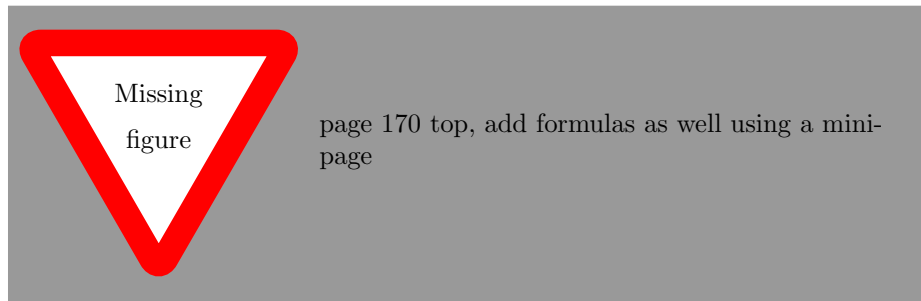 Missing
figure
page 170 top, add formulas as well using a mini-
page